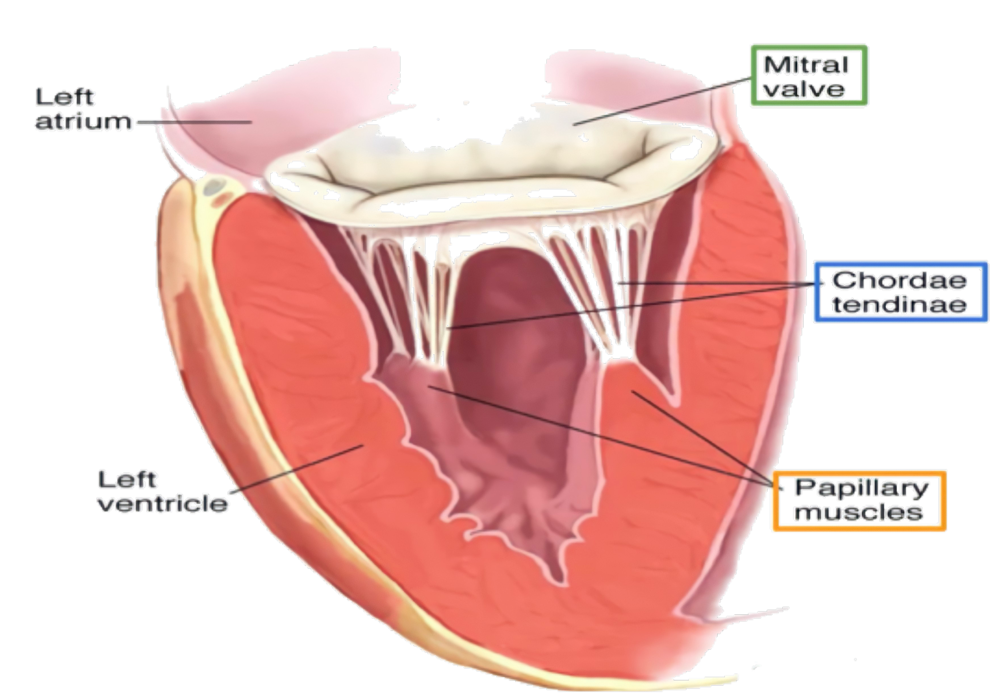 Mitral
valve
Left
atrium
Chordae
tendinae
Left
ventricle
Papillary
muscles